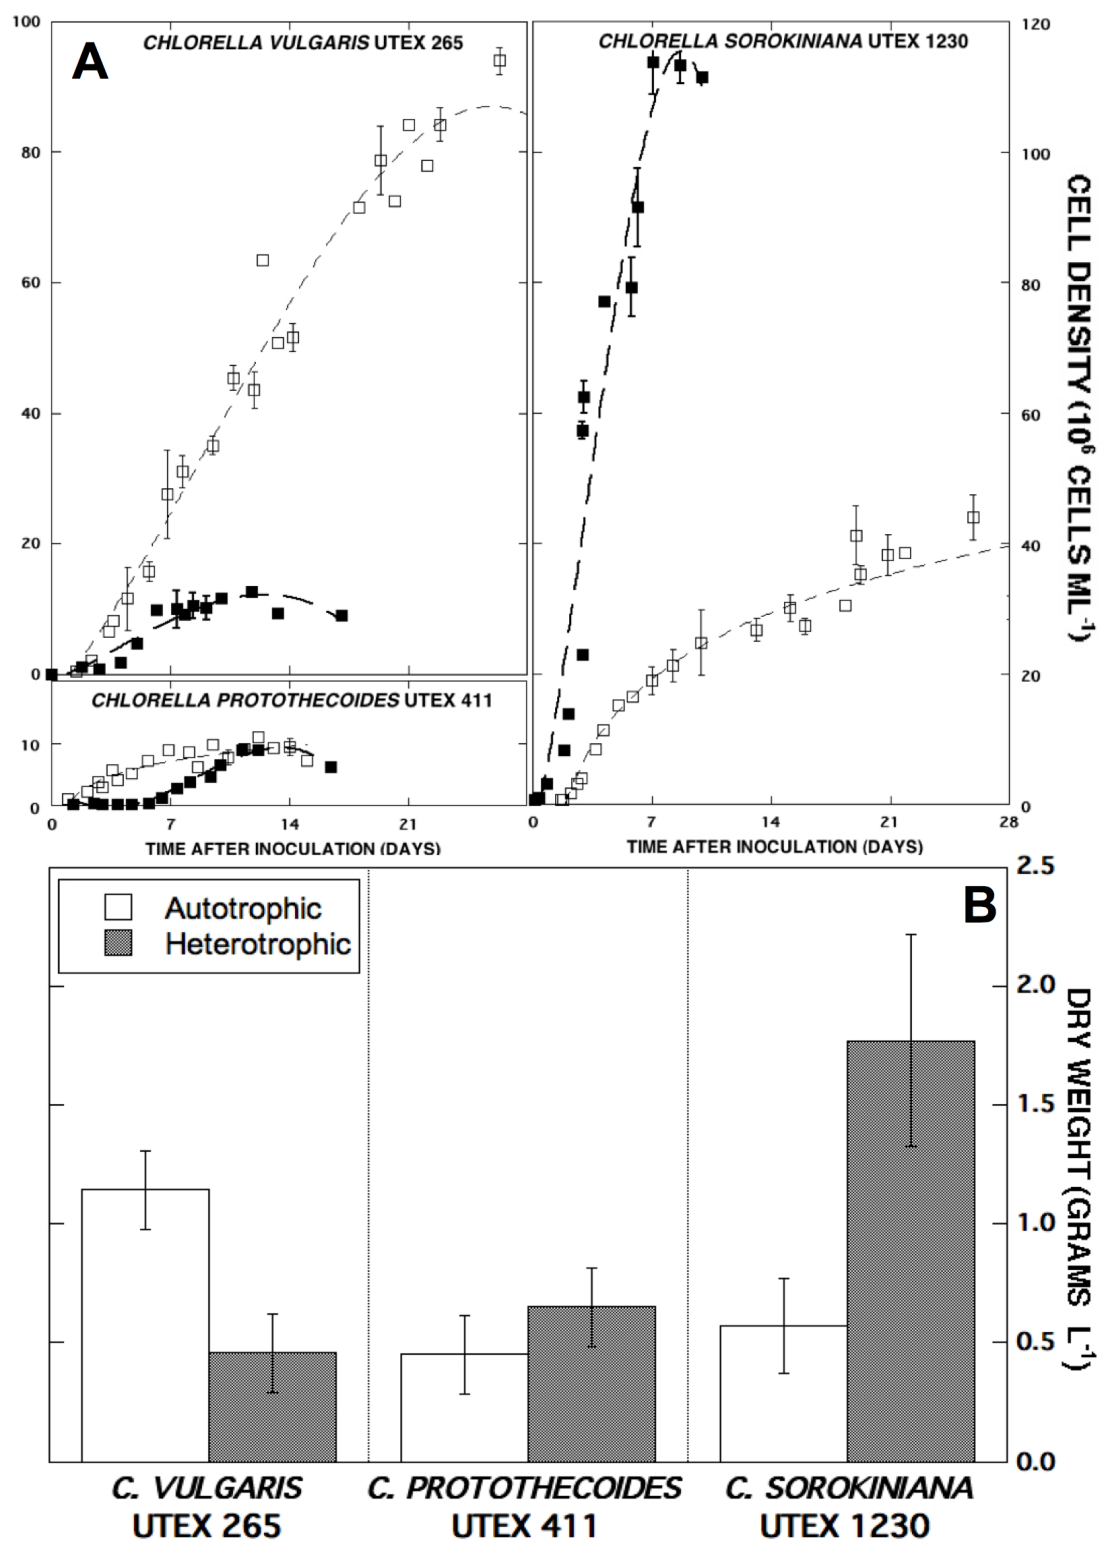 A
CHLORELLA VULGARIS UTEX 265
100
80
60
40
20
0
CHLORELLA PROTOTHECOIDES UTEX 411
10
0
0 7 14 21
TIME AFTER INOCULATION (DAYS)
CHLORELLA SOROKINIANA UTEX 1230
120
100
80
60
40
20
0
0 7 14 21 28
TIME AFTER INOCULATION (DAYS)
CELL DENSITY (10⁶ CELLS ML⁻¹)
B
Autotrophic
Heterotrophic
2.5
2.0
1.5
1.0
0.5
0.0
DRY WEIGHT (GRAMS L⁻¹)
C. VULGARIS
UTEX 265
C. PROTOTHECOIDES
UTEX 411
C. SOROKINIANA
UTEX 1230